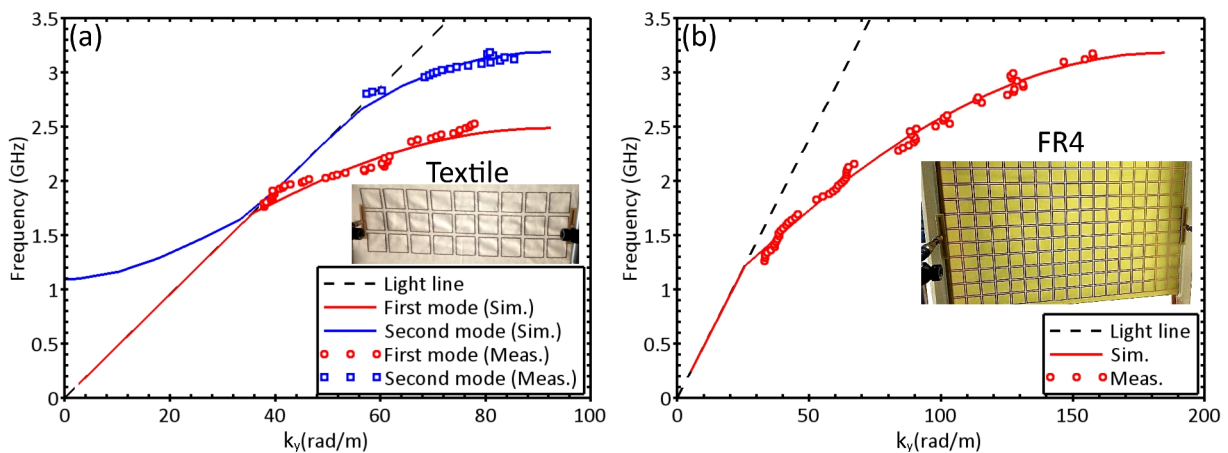 (a)
3.5
3
2.5
2
1.5
1
0.5
0
Frequency (GHz)
0 20 40 60 80 100
k_y(rad/m)
Textile
Light line
First mode (Sim.)
Second mode (Sim.)
First mode (Meas.)
Second mode (Meas.)
(b)
3.5
3
2.5
2
1.5
1
0.5
0
Frequency (GHz)
0 50 100 150 200
k_y(rad/m)
FR4
Light line
Sim.
Meas.